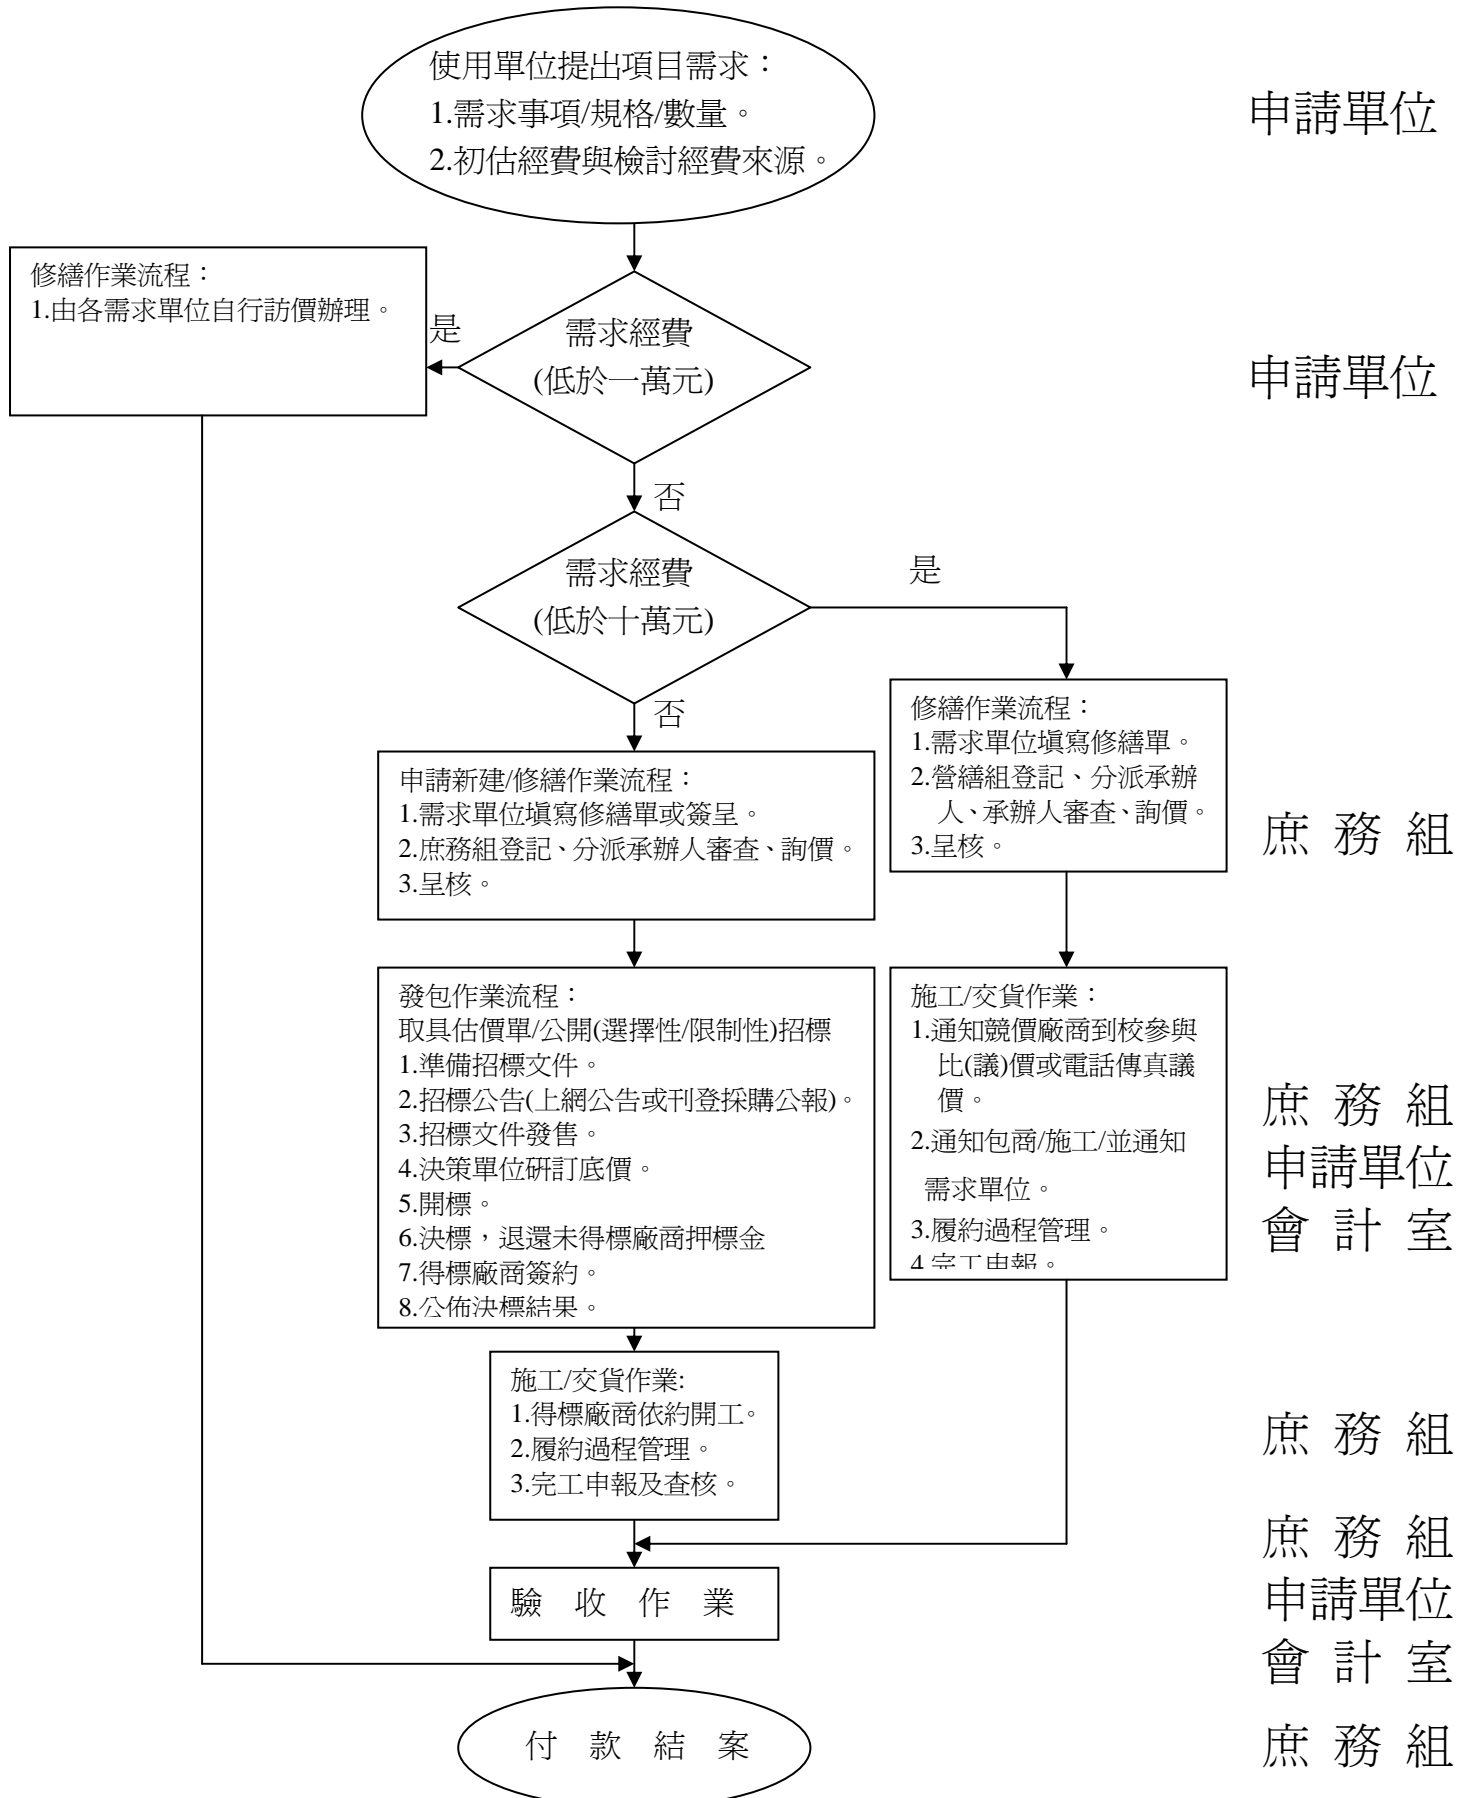 使用單位提出項目需求：
1.需求事項/規格/數量。
2.初估經費與檢討經費來源。
申請單位
修繕作業流程：
1.由各需求單位自行訪價辦理。
是
需求經費
(低於一萬元)
申請單位
否
需求經費
(低於十萬元)
是
否
修繕作業流程：
1.需求單位填寫修繕單。
2.營繕組登記、分派承辦
人、承辦人審查、詢價。
3.呈核。
申請新建/修繕作業流程：
1.需求單位填寫修繕單或簽呈。
2.庶務組登記、分派承辦人審查、詢價。
3.呈核。
庶 務 組
發包作業流程：
取具估價單/公開(選擇性/限制性)招標
1.準備招標文件。
2.招標公告(上網公告或刊登採購公報)。
3.招標文件發售。
4.決策單位研訂底價。
5.開標。
6.決標，退還未得標廠商押標金
7.得標廠商簽約。
8.公佈決標結果。
施工/交貨作業：
1.通知競價廠商到校參與
比(議)價或電話傳真議
價。
2.通知包商/施工/並通知
需求單位。
3.履約過程管理。
4.完工申報。
庶 務 組
申請單位
會 計 室
施工/交貨作業:
1.得標廠商依約開工。
2.履約過程管理。
3.完工申報及查核。
庶 務 組
驗 收 作 業
庶 務 組
申請單位
會 計 室
付 款 結 案
庶 務 組